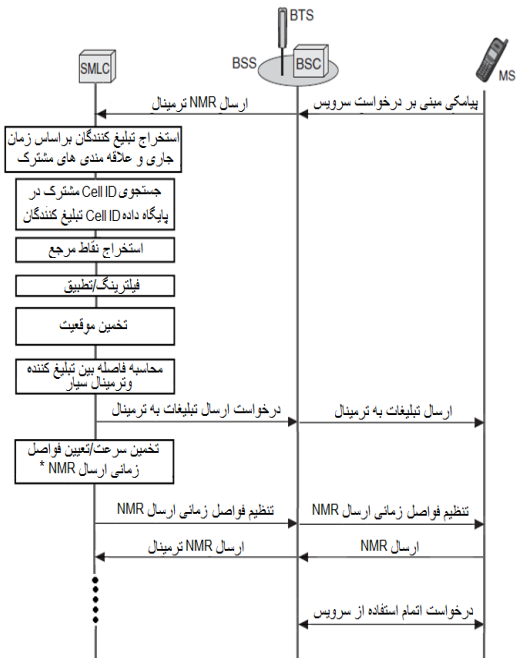 BTS
BSS
BSC
SMLC
MS
پیامکی مبنی بر درخواست سرویس
ارسال NMR ترمینال
استخراج تبلیغ کنندگان براساس زمان
جاری و علاقه مندی های مشترک
جستجوی Cell ID مشترک در
پایگاه داده Cell ID تبلیغ کنندگان
استخراج نقاط مرجع
فیلترینگ/تطبیق
تخمین موقعیت
محاسبه فاصله بین تبلیغ کننده
وترمینال سیار
درخواست ارسال تبلیغات به ترمینال
ارسال تبلیغات به ترمینال
تخمین سرعت/تعیین فواصل
زمانی ارسال NMR *
تنظیم فواصل زمانی ارسال NMR
تنظیم فواصل زمانی ارسال NMR
ارسال NMR
ارسال NMR ترمینال
درخواست اتمام استفاده از سرویس